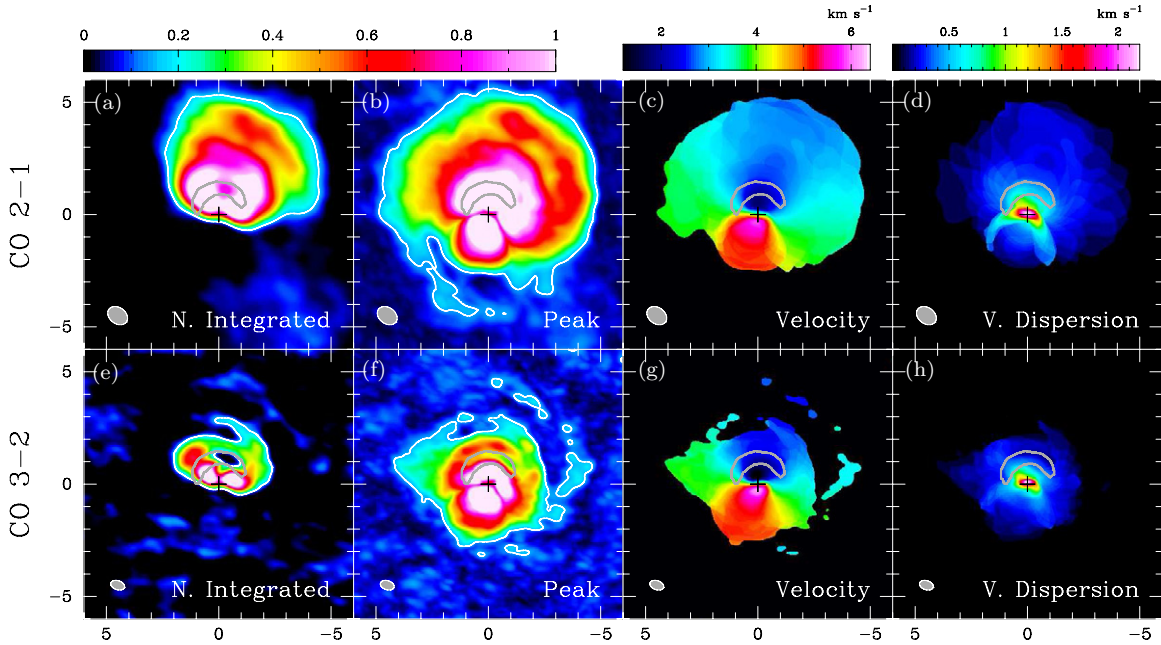 km s⁻¹ km s⁻¹
0 0.2 0.4 0.6 0.8 1 2 4 6 0.5 1 1.5 2
CO 2−1
5 (a) (b) (c) (d)
0
−5 N. Integrated Peak Velocity V. Dispersion
CO 3−2
5 (e) (f) (g) (h)
0
−5 N. Integrated Peak Velocity V. Dispersion
5 0 5 0 −5 5 0 −5 5 0 −5